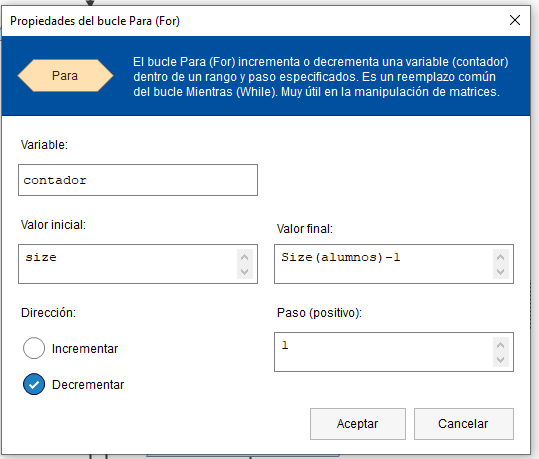 Propiedades del bucle Para (For)
Para
El bucle Para (For) incrementa o decrementa una variable (contador)
dentro de un rango y paso especificados. Es un reemplazo común
del bucle Mientras (While). Muy útil en la manipulación de matrices.
Variable:
contador
Valor inicial:
Valor final:
size
Size(alumnos)-1
Dirección:
Paso (positivo):
Incrementar
1
Decrementar
Aceptar
Cancelar